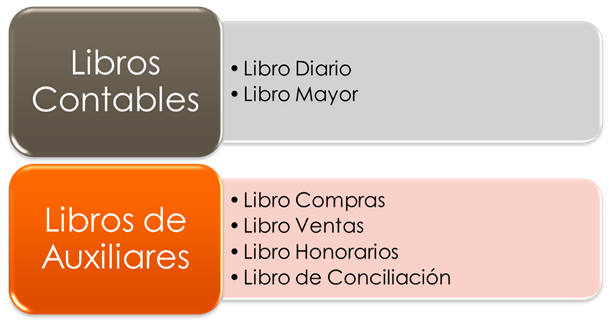 Libros
Contables
• Libro Diario
• Libro Mayor
Libros de
Auxiliares
• Libro Compras
• Libro Ventas
• Libro Honorarios
• Libro de Conciliación